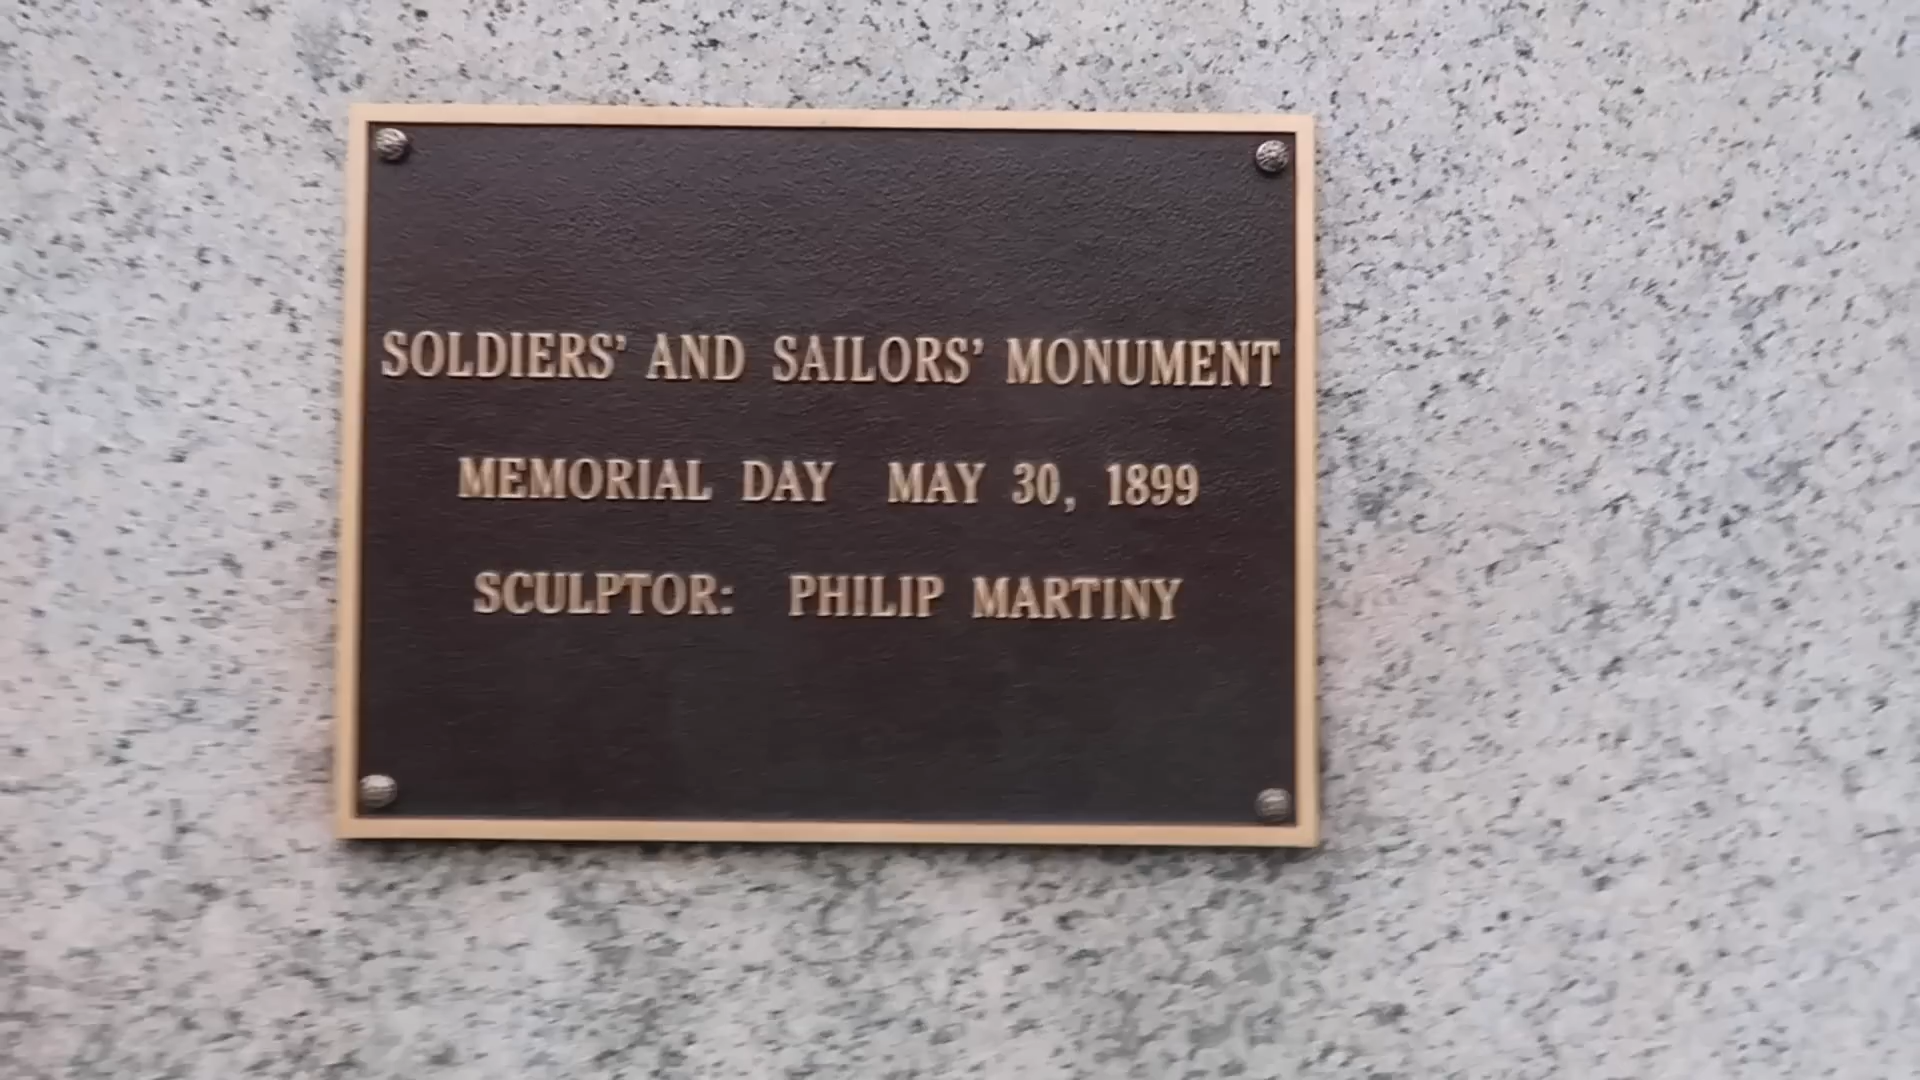 SOLDIERS' AND SAILORS' MONUMENT
MEMORIAL DAY MAY 30, 1899
SCULPTOR: PHILIP MARTINY